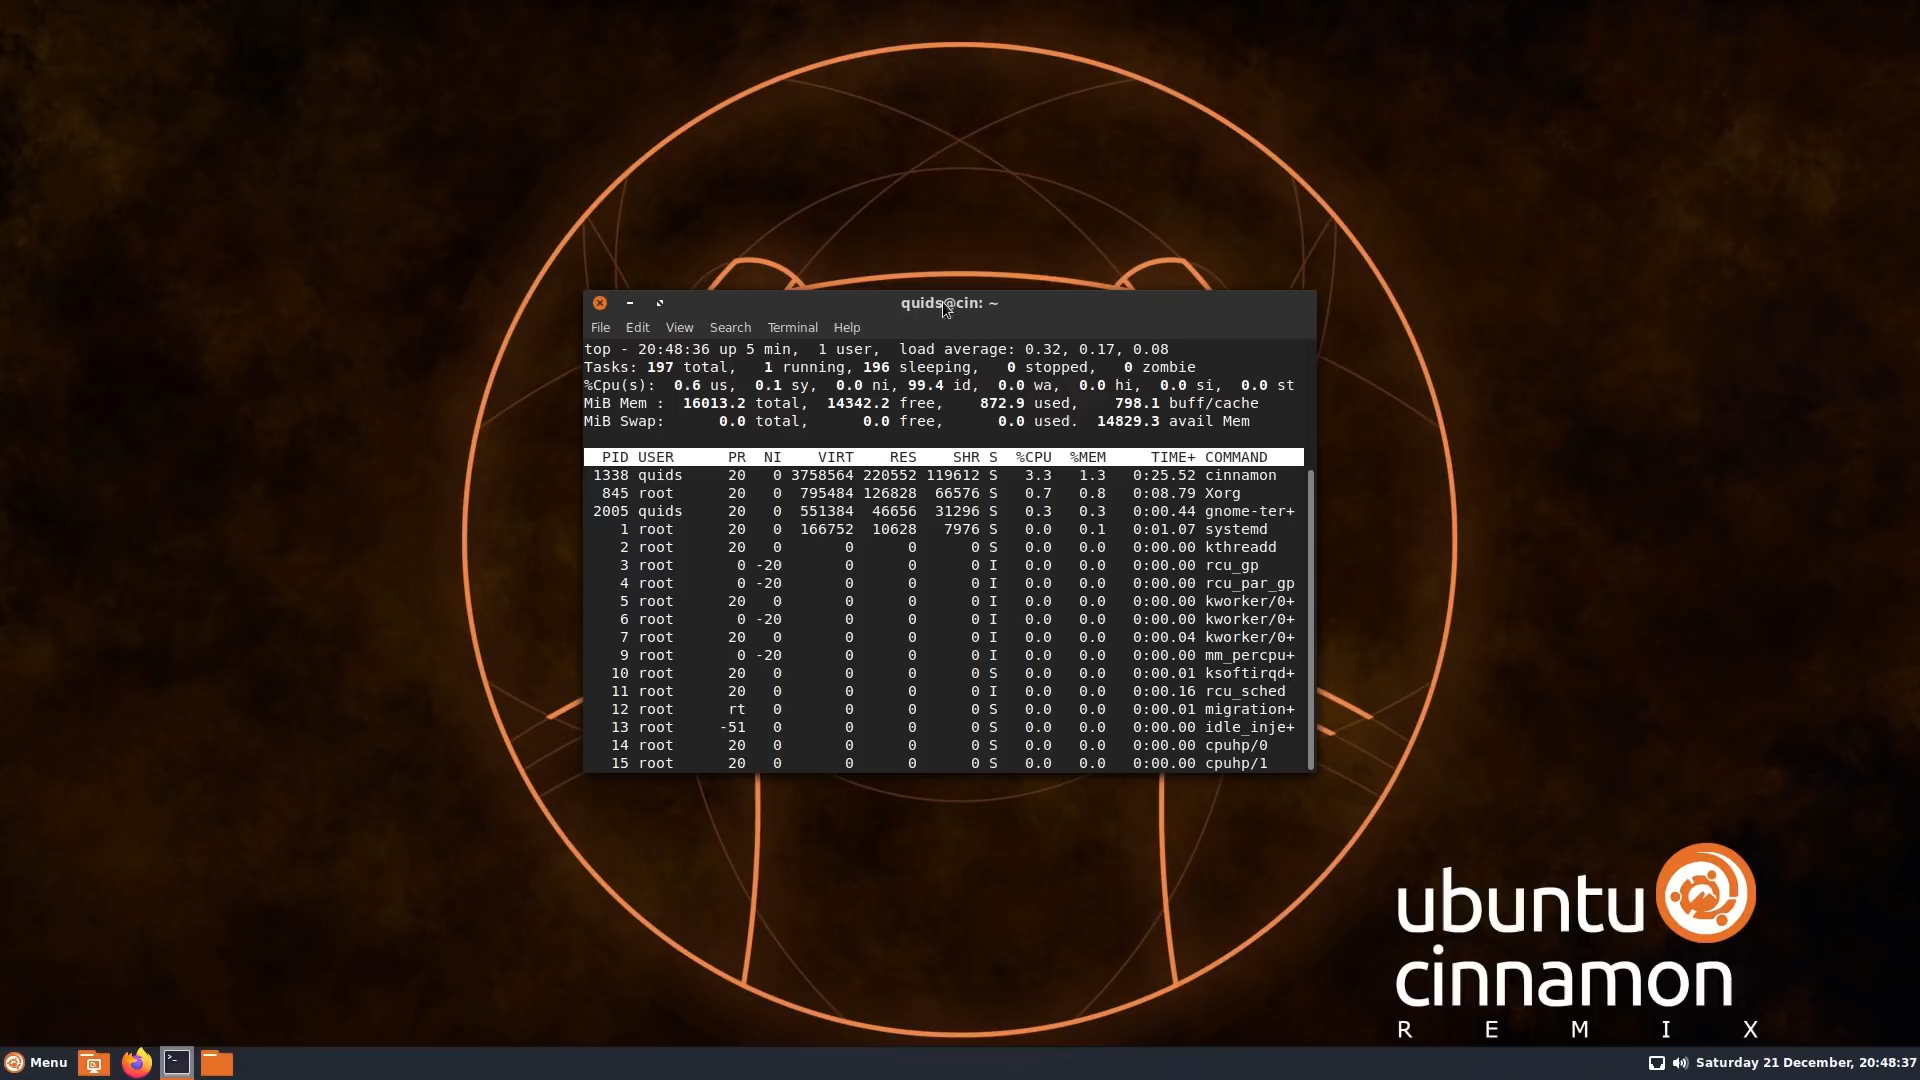 quids@cin: ~
File Edit View Search Terminal Help
top - 20:48:36 up 5 min,  1 user,  load average: 0.32, 0.17, 0.08
Tasks: 197 total,   1 running, 196 sleeping,   0 stopped,   0 zombie
%Cpu(s):  0.6 us,  0.1 sy,  0.0 ni, 99.4 id,  0.0 wa,  0.0 hi,  0.0 si,  0.0 st
MiB Mem :  16013.2 total,  14342.2 free,    872.9 used,    798.1 buff/cache
MiB Swap:      0.0 total,      0.0 free,      0.0 used.  14829.3 avail Mem
PID USER      PR  NI    VIRT    RES    SHR S  %CPU  %MEM     TIME+ COMMAND
1338 quids     20   0 3758564 220552 119612 S   3.3   1.3   0:25.52 cinnamon
845 root      20   0  795484 126828  66576 S   0.7   0.8   0:08.79 Xorg
2005 quids     20   0  551384  46656  31296 S   0.3   0.3   0:00.44 gnome-ter+
1 root      20   0  166752  10628   7976 S   0.0   0.1   0:01.07 systemd
2 root      20   0       0      0      0 S   0.0   0.0   0:00.00 kthreadd
3 root       0 -20       0      0      0 I   0.0   0.0   0:00.00 rcu_gp
4 root       0 -20       0      0      0 I   0.0   0.0   0:00.00 rcu_par_gp
5 root      20   0       0      0      0 I   0.0   0.0   0:00.00 kworker/0+
6 root       0 -20       0      0      0 I   0.0   0.0   0:00.00 kworker/0+
7 root      20   0       0      0      0 I   0.0   0.0   0:00.04 kworker/0+
9 root       0 -20       0      0      0 I   0.0   0.0   0:00.00 mm_percpu+
10 root      20   0       0      0      0 S   0.0   0.0   0:00.01 ksoftirqd+
11 root      20   0       0      0      0 I   0.0   0.0   0:00.16 rcu_sched
12 root      rt   0       0      0      0 S   0.0   0.0   0:00.01 migration+
13 root     -51   0       0      0      0 S   0.0   0.0   0:00.00 idle_inje+
14 root      20   0       0      0      0 S   0.0   0.0   0:00.00 cpuhp/0
15 root      20   0       0      0      0 S   0.0   0.0   0:00.00 cpuhp/1
ubuntu
cinnamon
REMIX
Menu
Saturday 21 December, 20:48:37